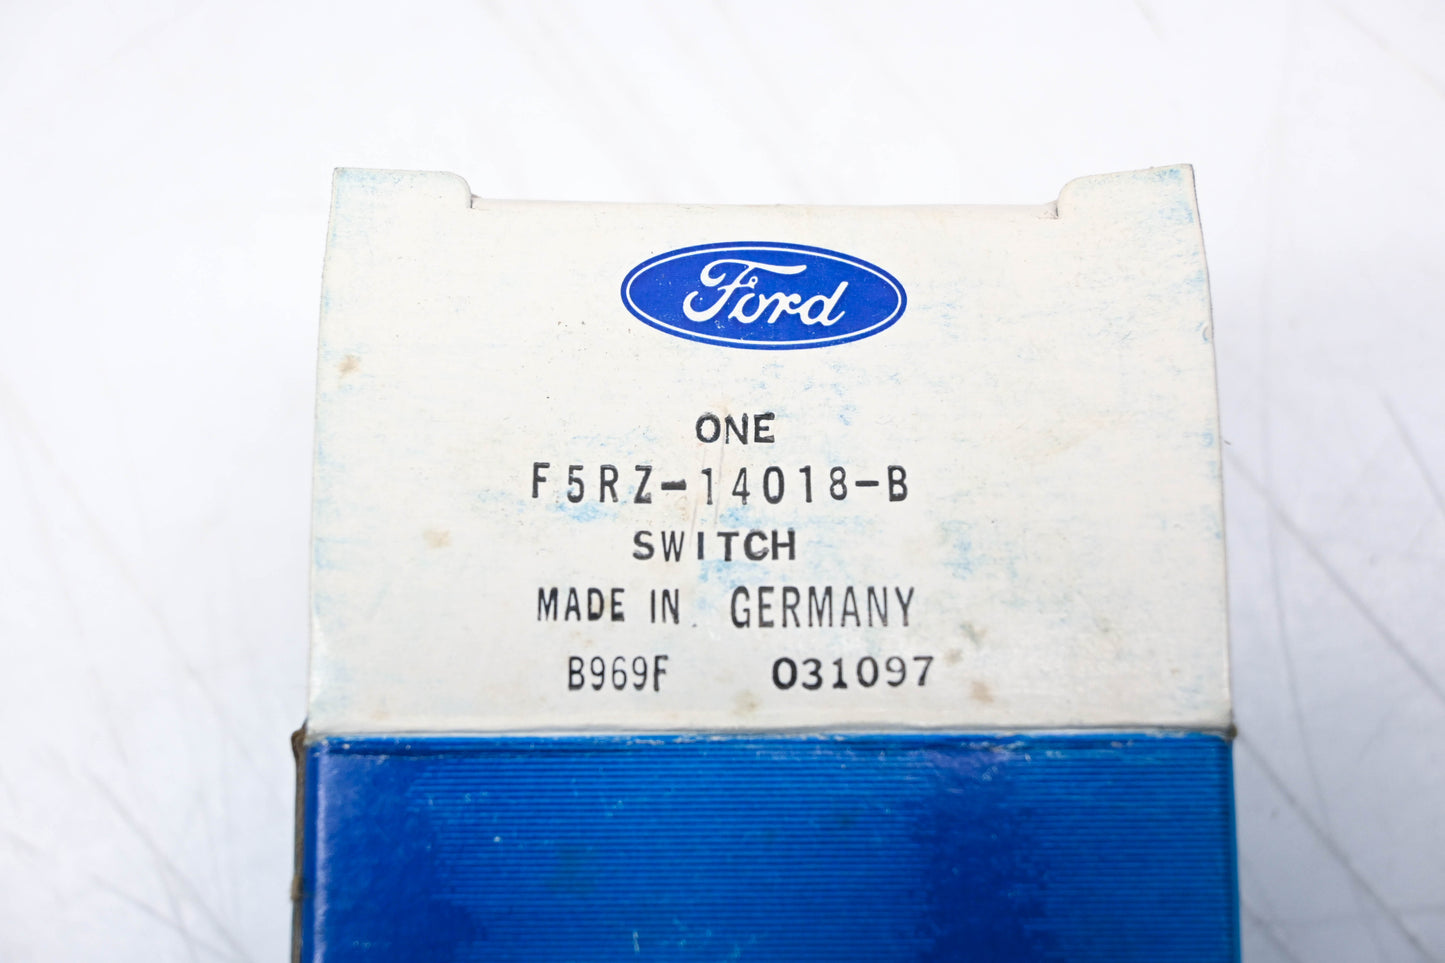 Ford
ONE
F5RZ-14018-B
SWITCH
MADE IN GERMANY
B969F 031097